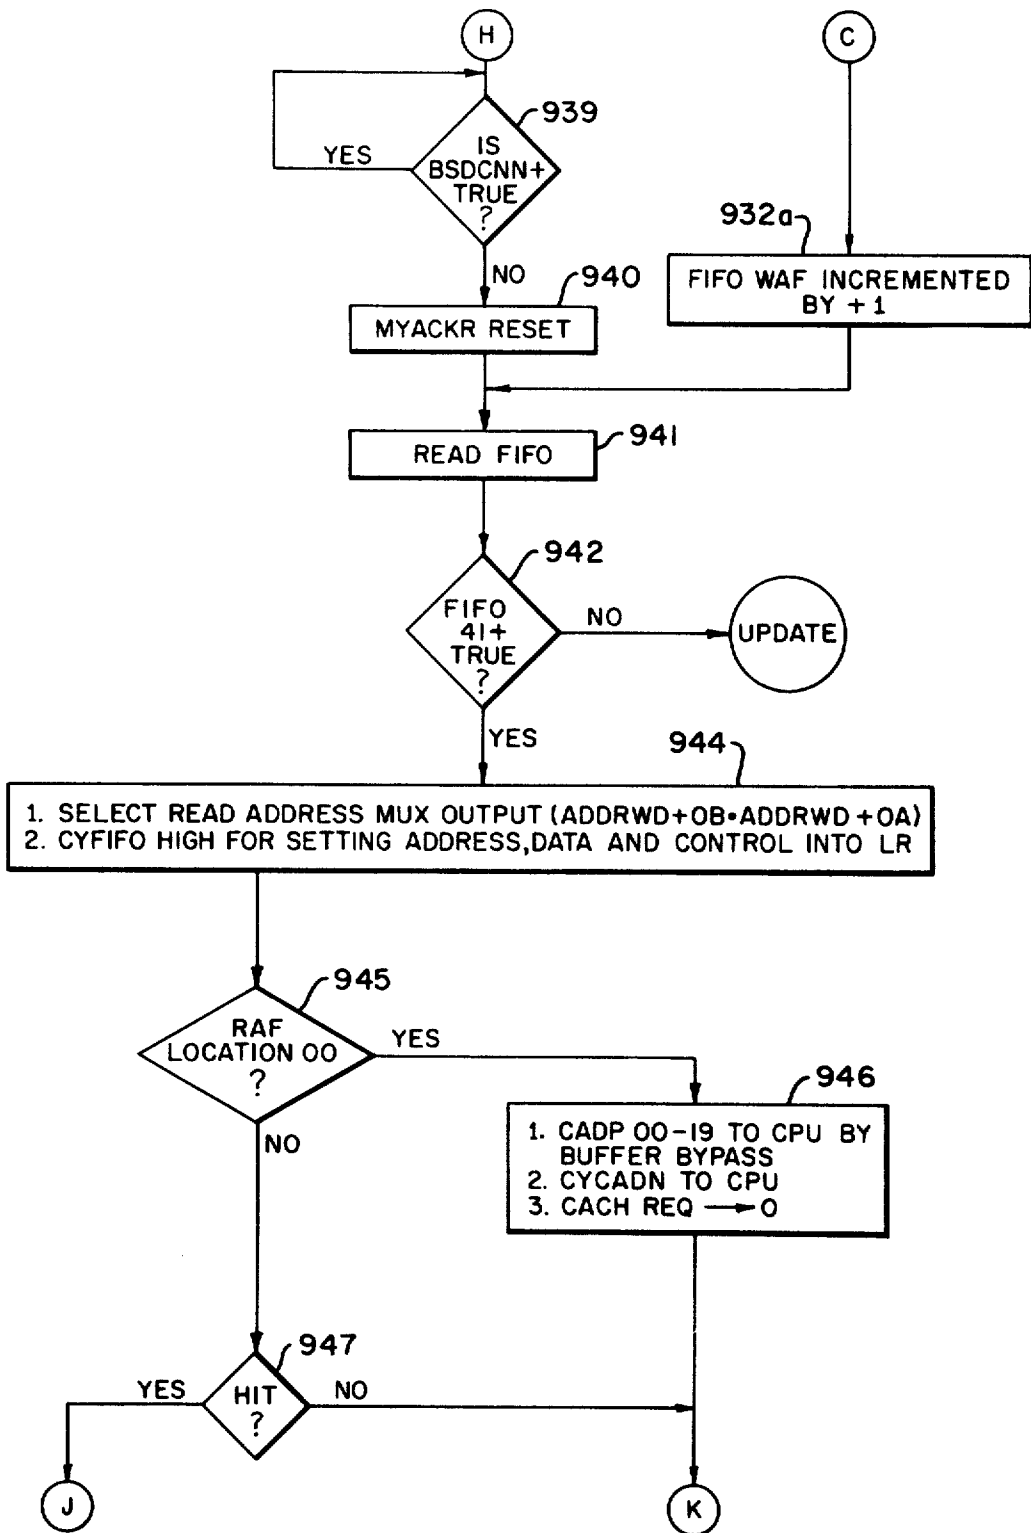 H
C
939
IS
BSDCNN+
TRUE
?
YES
NO
932a
FIFO WAF INCREMENTED
BY + 1
940
MYACKR RESET
READ FIFO
941
942
FIFO
41+
TRUE
?
NO
UPDATE
YES
944
1. SELECT READ ADDRESS MUX OUTPUT (ADDRWD+OB•ADDRWD+OA)
2. CYFIFO HIGH FOR SETTING ADDRESS, DATA AND CONTROL INTO LR
945
RAF
LOCATION 00
?
YES
NO
946
1. CADP 00-19 TO CPU BY
BUFFER BYPASS
2. CYCADN TO CPU
3. CACH REQ → 0
947
HIT
?
YES
NO
J
K